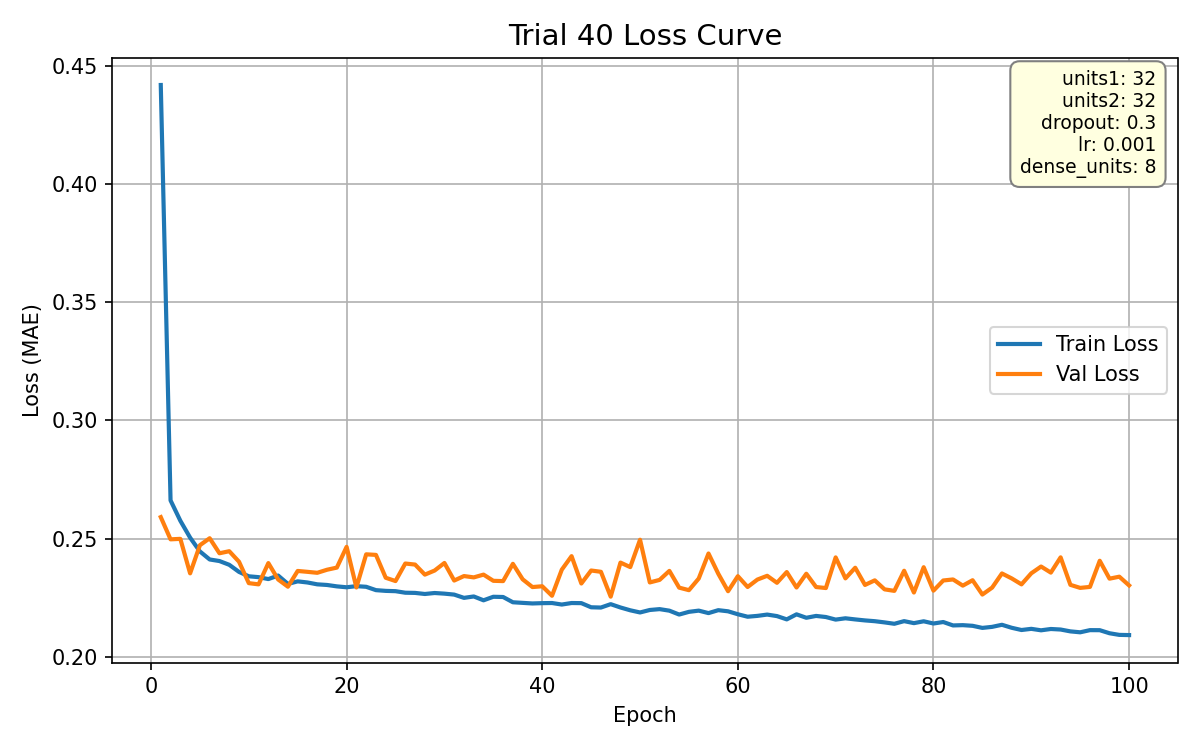 Trial 40 Loss Curve
units1: 32
units2: 32
dropout: 0.3
lr: 0.001
dense_units: 8
Train Loss
Val Loss
Loss (MAE)
0.45
0.40
0.35
0.30
0.25
0.20
0 20 40 60 80 100
Epoch